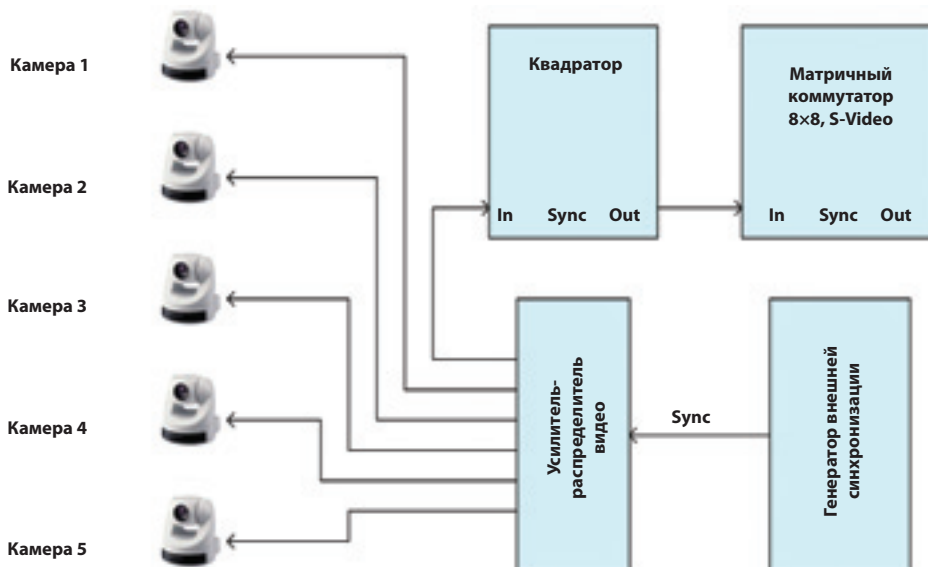 Камера 1
Камера 2
Камера 3
Камера 4
Камера 5
Квадратор
In Sync Out
Матричный
коммутатор
8×8, S-Video
In Sync Out
Усилитель-
распределитель
видео
Sync
Генератор внешней
синхронизации